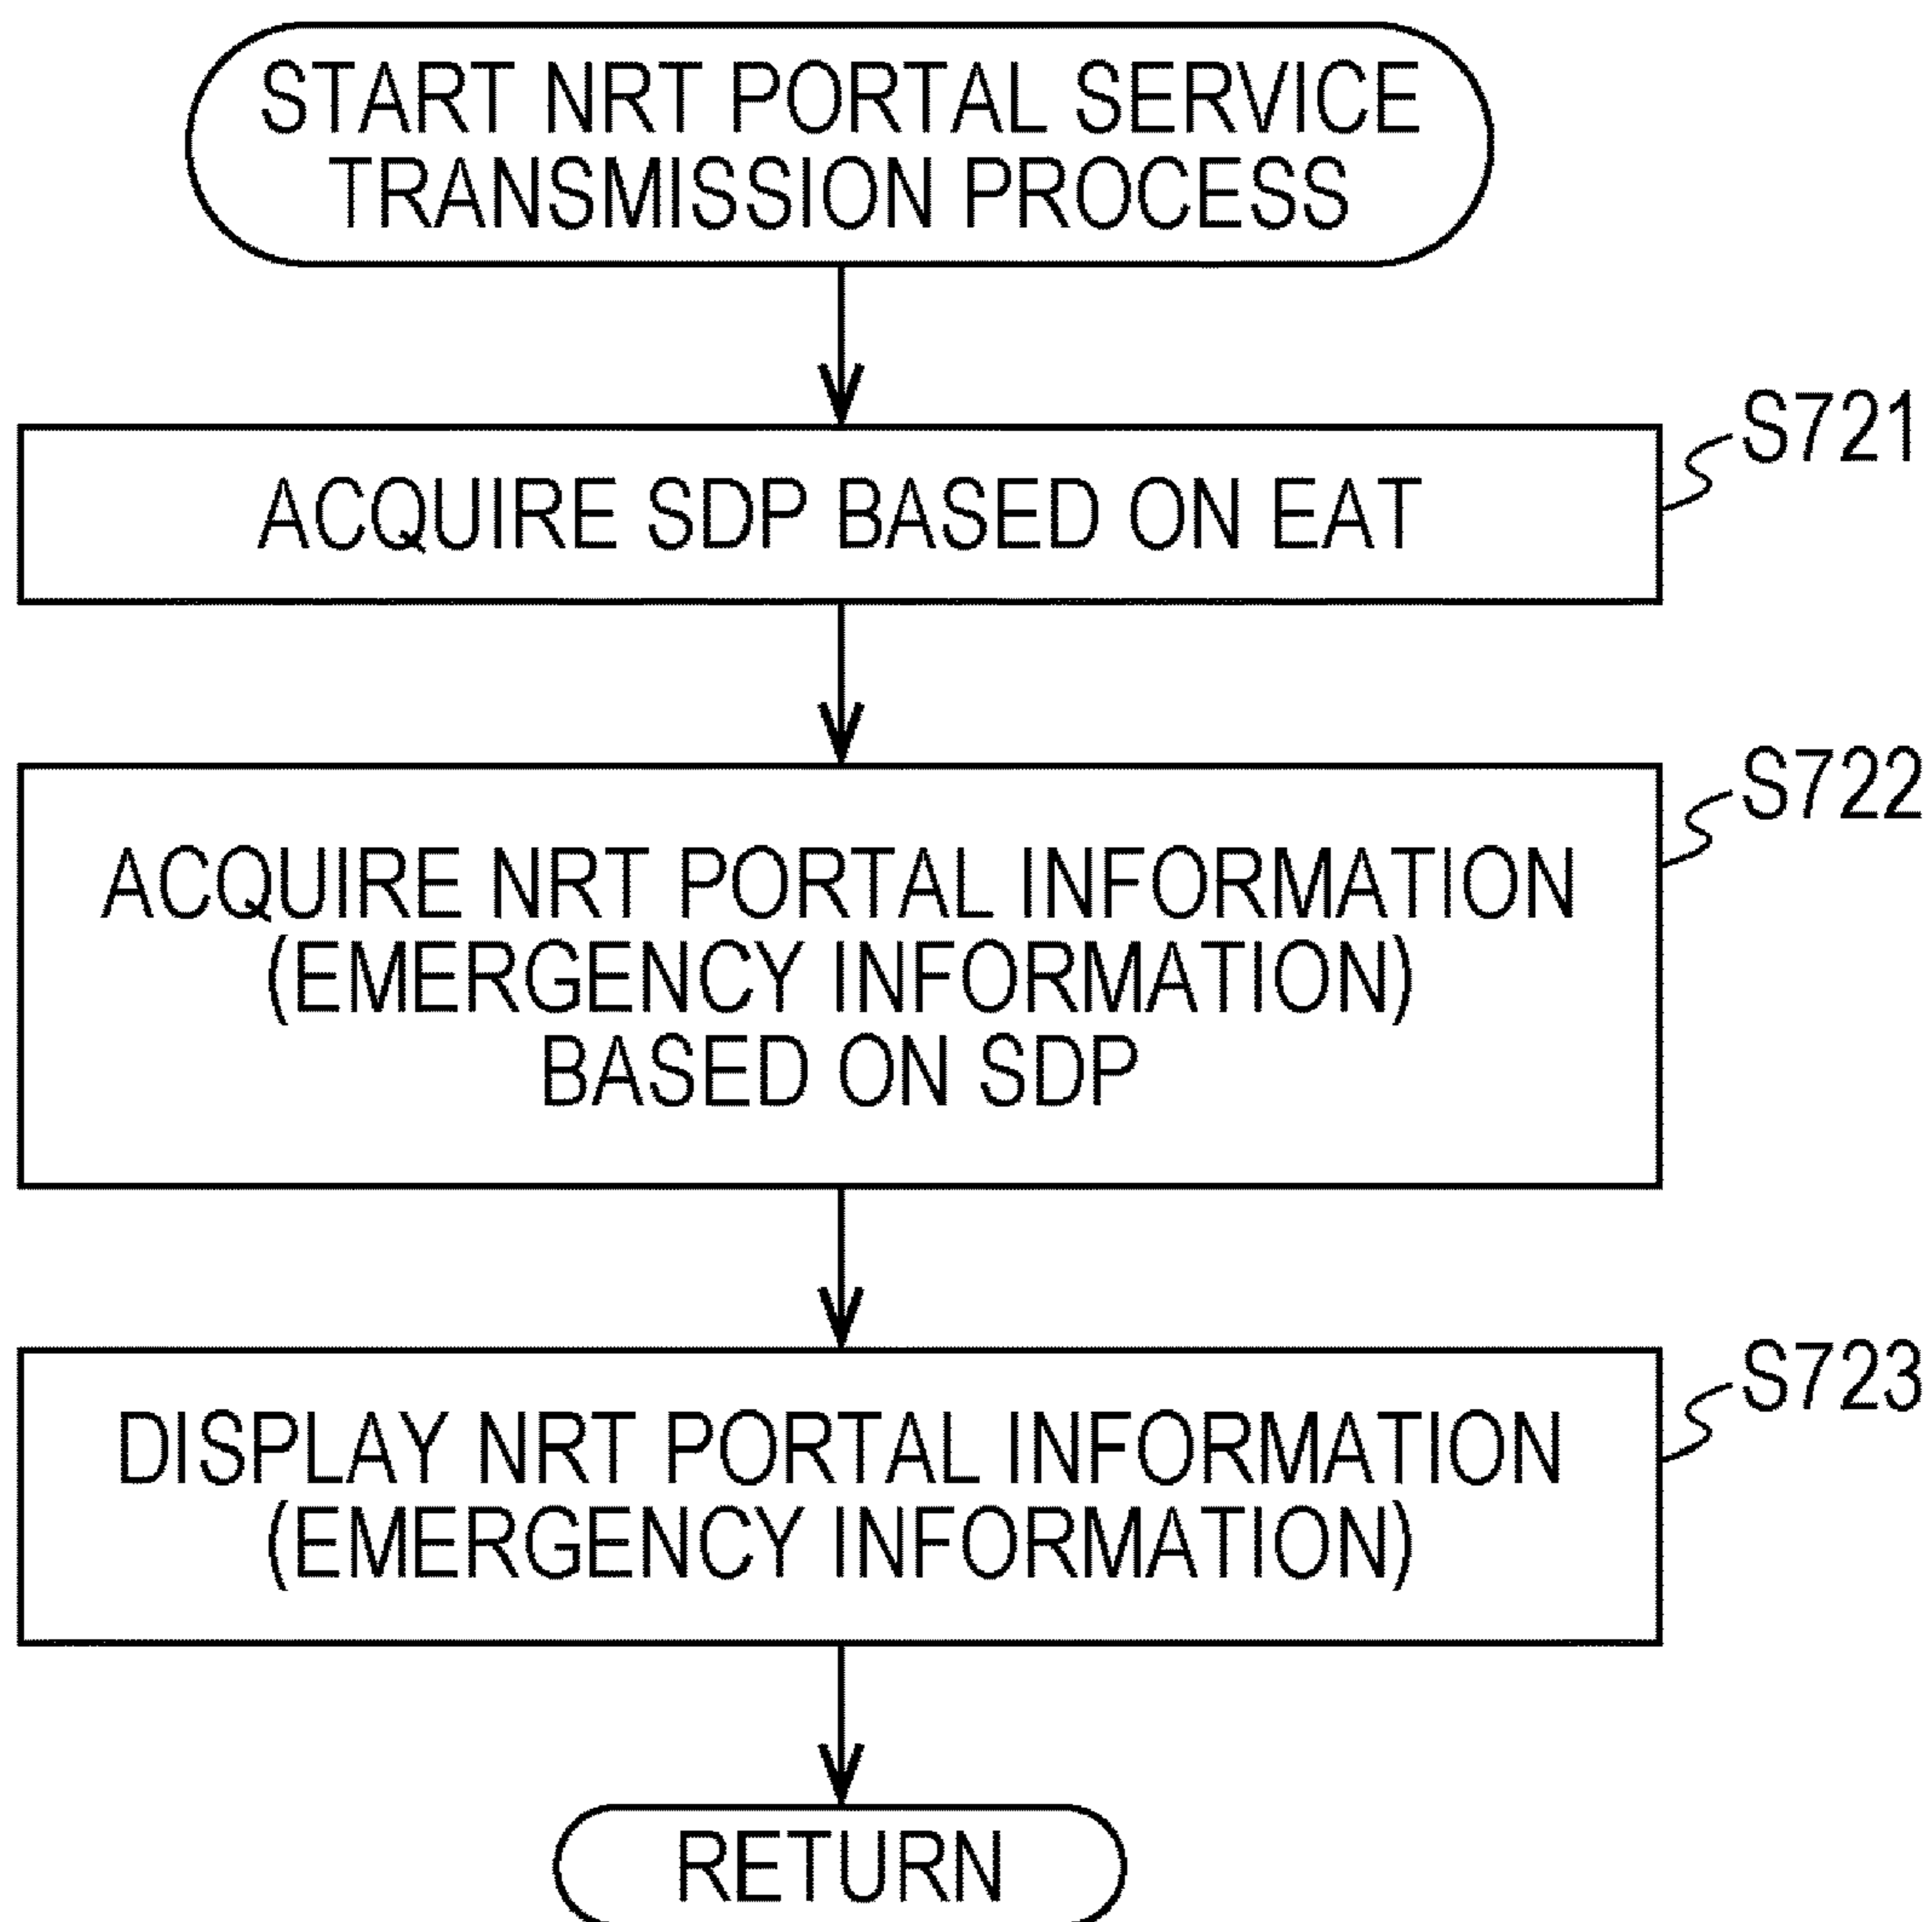 START NRT PORTAL SERVICE
TRANSMISSION PROCESS
S721
ACQUIRE SDP BASED ON EAT
S722
ACQUIRE NRT PORTAL INFORMATION
(EMERGENCY INFORMATION)
BASED ON SDP
S723
DISPLAY NRT PORTAL INFORMATION
(EMERGENCY INFORMATION)
RETURN